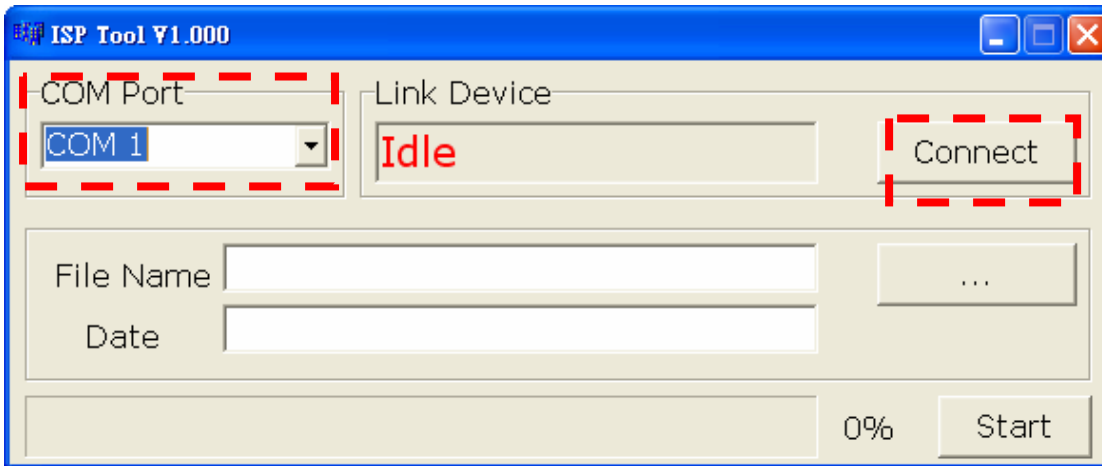 ISP Tool V1.000
COM Port
Link Device
COM 1
Idle
Connect
File Name
...
Date
0%
Start